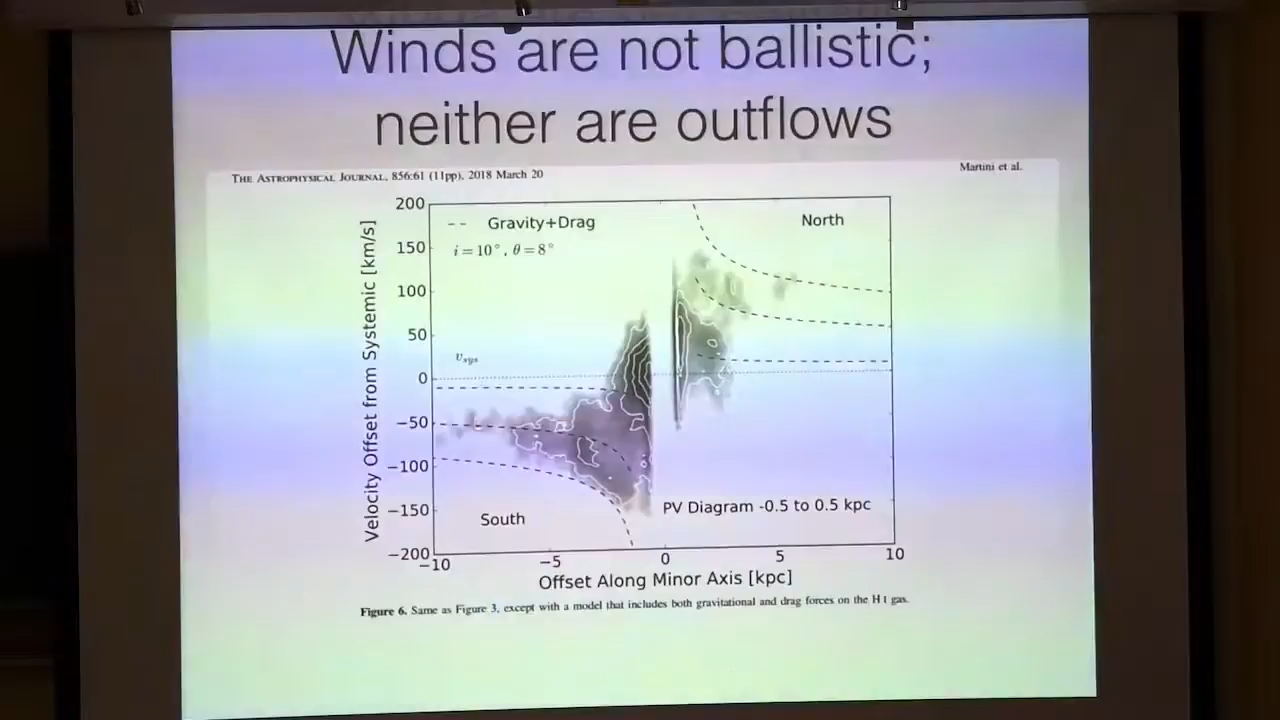 Winds are not ballistic;
neither are outflows
THE ASTROPHYSICAL JOURNAL, 856:61 (11pp), 2018 March 20
Martini et al.
200
150
100
50
0
−50
−100
−150
−200
Velocity Offset from Systemic [km/s]
-- Gravity+Drag
i = 10°, θ = 8°
North
v_sys
South
PV Diagram -0.5 to 0.5 kpc
−10
−5
0
5
10
Offset Along Minor Axis [kpc]
Figure 6. Same as Figure 3, except with a model that includes both gravitational and drag forces on the H I gas.